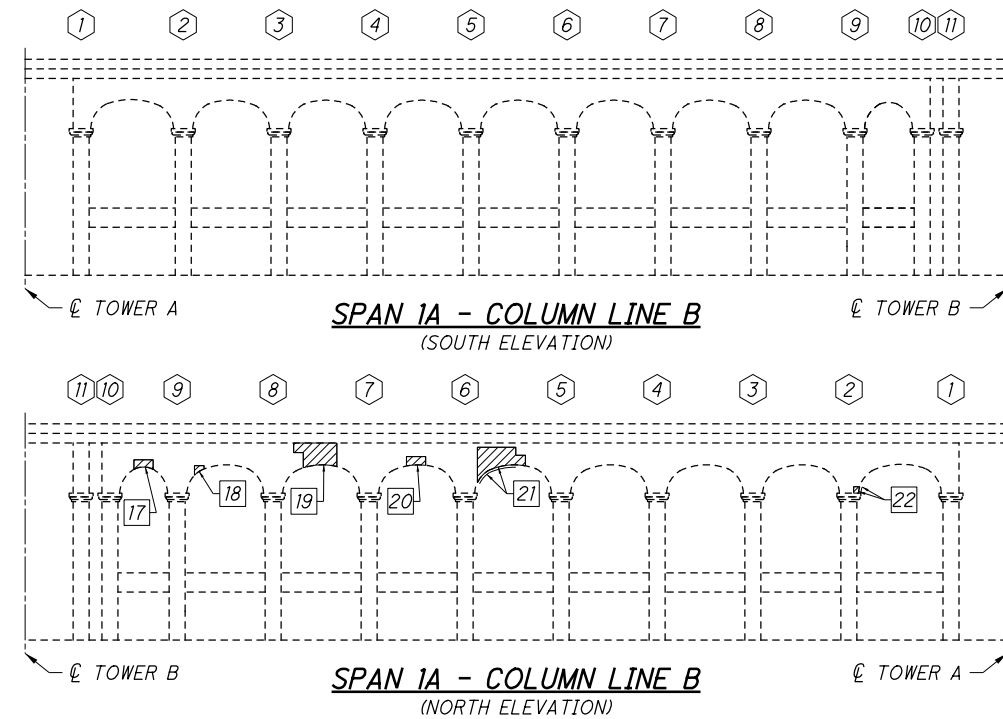 1 2 3 4 5 6 7 8 9 10 11
℄ TOWER A
SPAN 1A - COLUMN LINE B
(SOUTH ELEVATION)
℄ TOWER B
11 10 9 8 7 6 5 4 3 2 1
17 18 19 20 21 22
℄ TOWER B
SPAN 1A - COLUMN LINE B
(NORTH ELEVATION)
℄ TOWER A